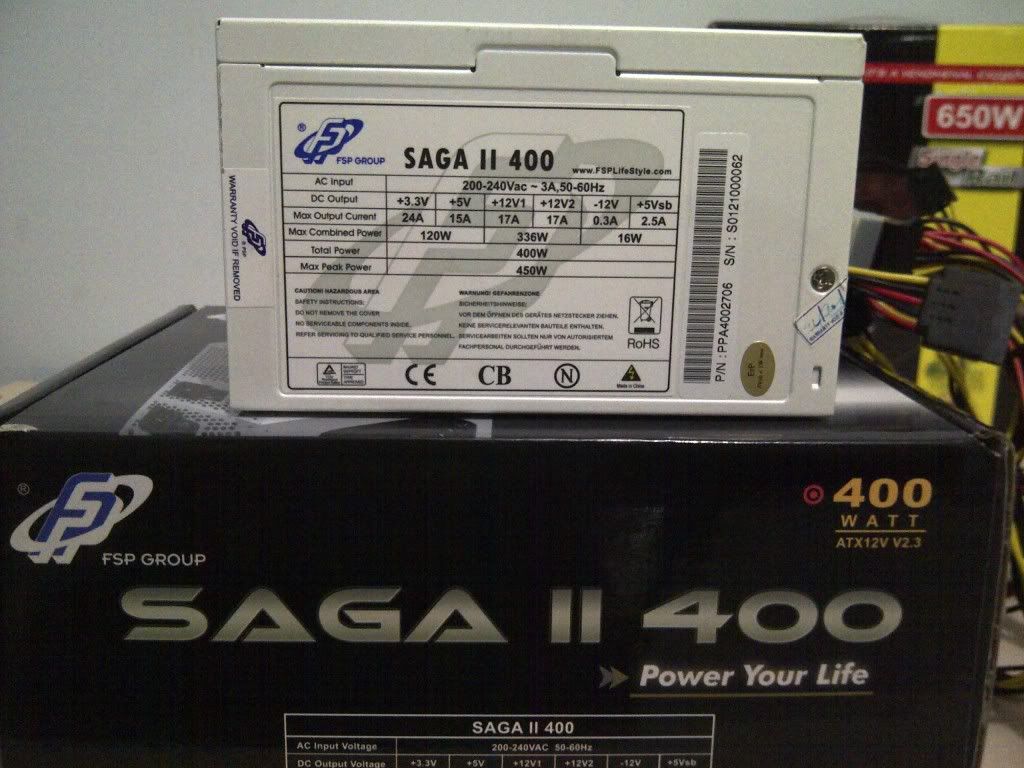 ® FSP GROUP SAGA II 400 www.FSPLifeStyle.com
AC Input 200-240Vac ~ 3A,50-60Hz
DC Output +3.3V +5V +12V1 +12V2 -12V +5Vsb
Max Output Current 24A 15A 17A 17A 0.3A 2.5A
Max Combined Power 120W 336W 16W
Total Power 400W
Max Peak Power 450W
CAUTION! HAZARDOUS AREA
SAFETY INSTRUCTIONS:
DO NOT REMOVE THE COVER
NO SERVICEABLE COMPONENTS INSIDE.
REFER SERVICING TO QUALIFIED SERVICE PERSONNEL.
WARNUNG! GEFAHRENZONE
SICHERHEITSHINWEISE:
VOR DEM ÖFFNEN DES GERÄTES NETZSTECKER ZIEHEN.
KEINE SERVICERELEVANTEN BAUTEILE ENTHALTEN.
SERVICEARBEITEN SOLLTEN NUR VON AUTORISIERTEM
FACHPERSONAL DURCHGEFÜHRT WERDEN.
RoHS
CE CB N Made in China
WARRANTY VOID IF REMOVED
® FSP
P/N : PPA4002706 S/N : S0121000062
ErP
650W
® FSP GROUP
400
WATT
ATX12V V2.3
SAGA II 400
Power Your Life
SAGA II 400
AC Input Voltage 200-240VAC 50-60Hz
DC Output Voltage +3.3V +5V +12V1 +12V2 -12V +5Vsb